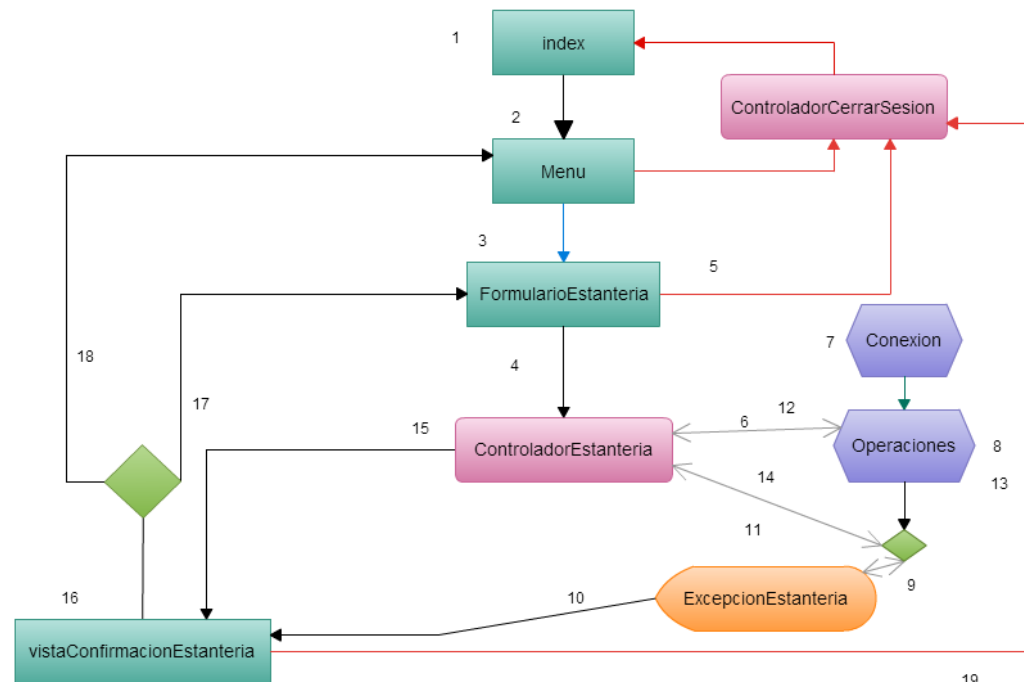 1
index
ControladorCerrarSesion
2
Menu
3
5
FormularioEstanteria
7
Conexion
18
4
17
12
15
6
ControladorEstanteria
Operaciones
8
14
13
11
9
16
10
ExcepcionEstanteria
vistaConfirmacionEstanteria
19